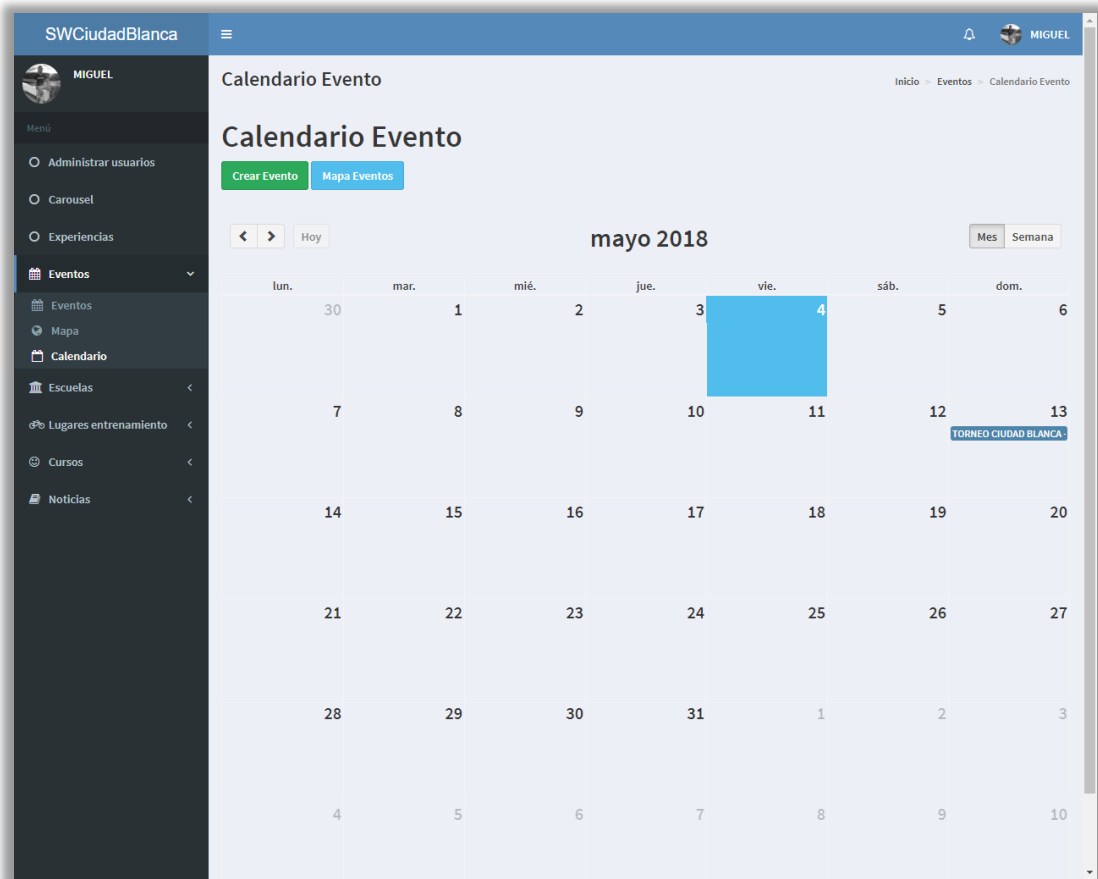 SWCiudadBlanca
MIGUEL
MIGUEL
Menú
Administrar usuarios
Carousel
Experiencias
Eventos
Eventos
Mapa
Calendario
Escuelas
Lugares entrenamiento
Cursos
Noticias
Calendario Evento
Inicio > Eventos > Calendario Evento
Calendario Evento
Crear Evento Mapa Eventos
Hoy mayo 2018 Mes Semana
lun. mar. mié. jue. vie. sáb. dom.
30 1 2 3 4 5 6
7 8 9 10 11 12 13
TORNEO CIUDAD BLANCA -
14 15 16 17 18 19 20
21 22 23 24 25 26 27
28 29 30 31 1 2 3
4 5 6 7 8 9 10